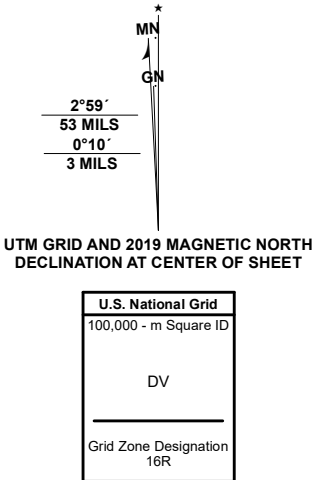 ★
MN
GN
2°59´
53 MILS
0°10´
3 MILS
UTM GRID AND 2019 MAGNETIC NORTH
DECLINATION AT CENTER OF SHEET
U.S. National Grid
100,000 - m Square ID
DV
Grid Zone Designation
16R